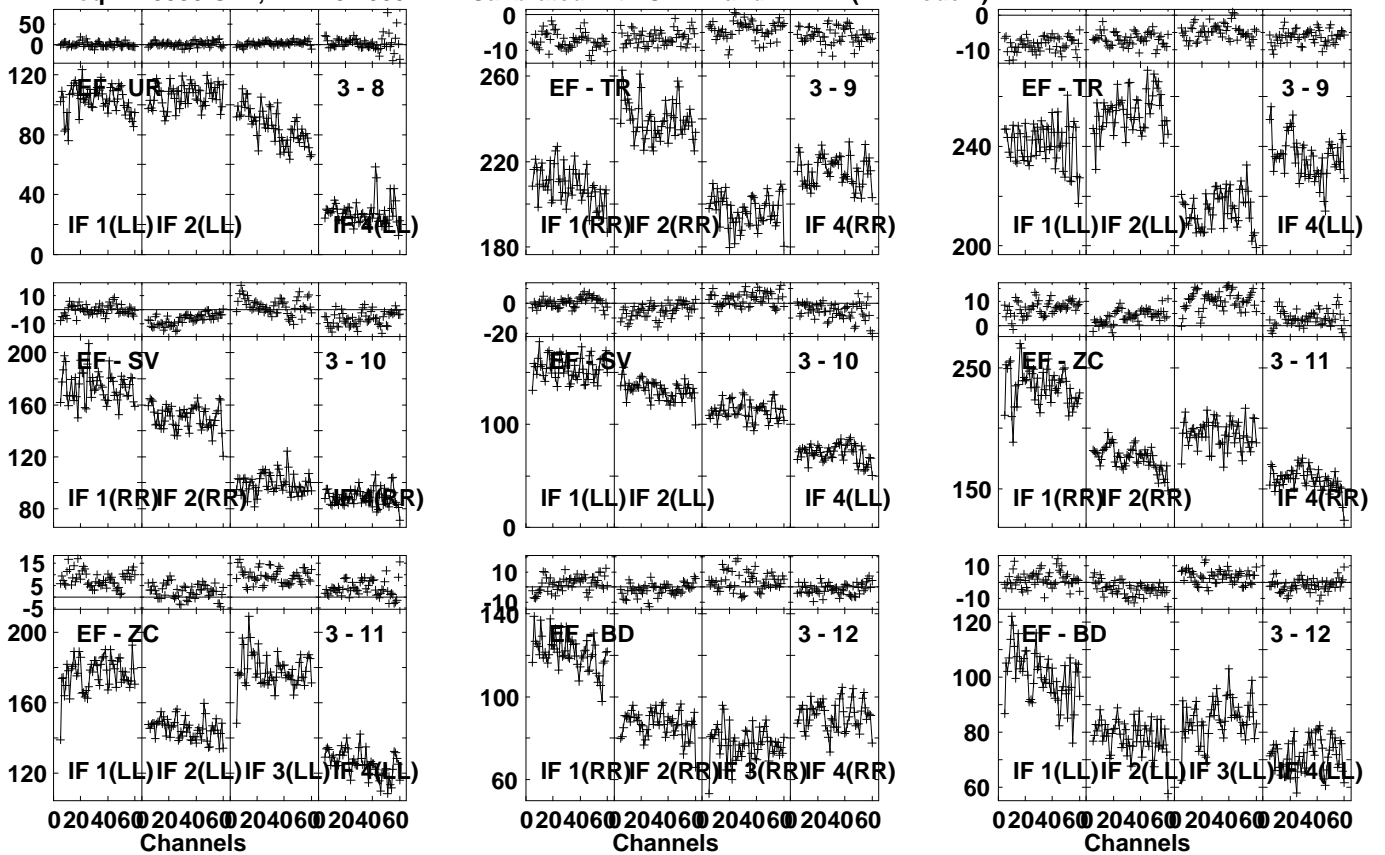 50
0
120
80
40
0
EF - UR
3 - 8
IF 1(LL)
IF 2(LL)
IF 4(LL)
0
-10
260
220
180
EF - TR
3 - 9
IF 1(RR)
IF 2(RR)
IF 4(RR)
0
-10
240
200
EF - TR
3 - 9
IF 1(LL)
IF 2(LL)
IF 4(LL)
10
-10
200
160
120
80
EF - SV
3 - 10
IF 1(RR)
IF 2(RR)
IF 4(RR)
0
-20
100
0
EF - SV
3 - 10
IF 1(LL)
IF 2(LL)
IF 4(LL)
10
0
250
150
EF - ZC
3 - 11
IF 1(RR)
IF 2(RR)
IF 4(RR)
15
5
-5
200
160
120
EF - ZC
3 - 11
IF 1(LL)
IF 2(LL)
IF 3(LL)
IF 4(LL)
0 20 40 60 0 20 40 60 0 20 40 60 0 20 40 60
Channels
10
-10
140
100
60
EF - BD
3 - 12
IF 1(RR)
IF 2(RR)
IF 3(RR)
IF 4(RR)
0 20 40 60 0 20 40 60 0 20 40 60 0 20 40 60
Channels
10
-10
120
100
80
60
EF - BD
3 - 12
IF 1(LL)
IF 2(LL)
IF 3(LL)
IF 4(LL)
0 20 40 60 0 20 40 60 0 20 40 60 0 20 40 60
Channels